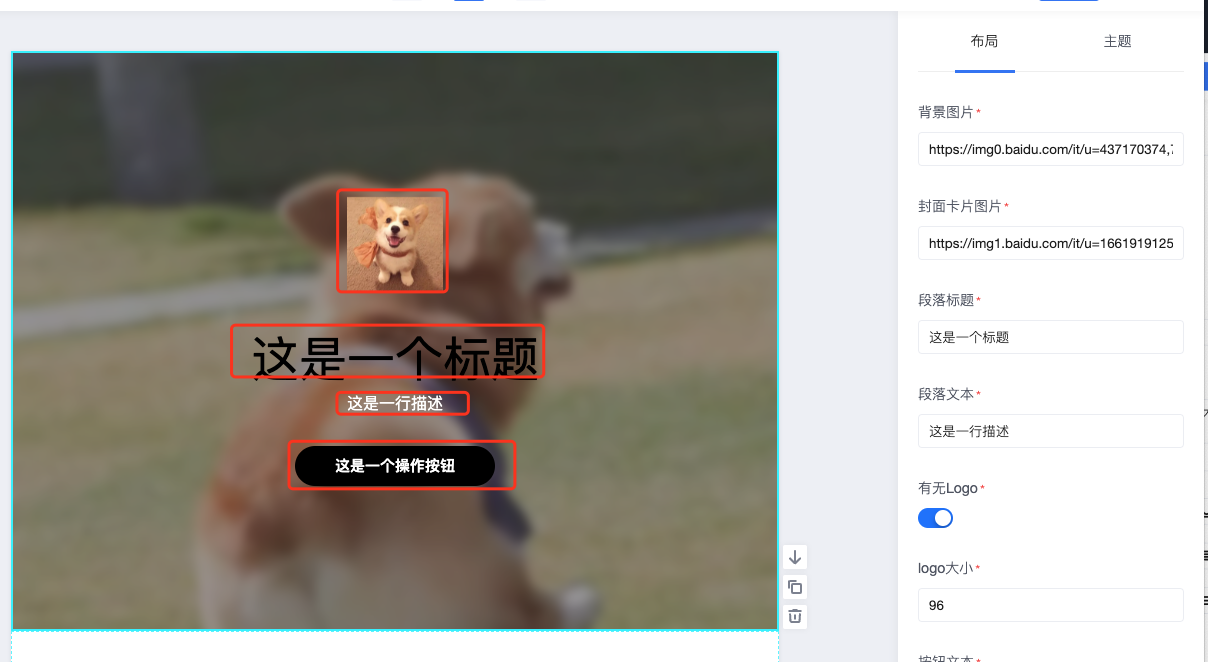 布局
主题
背景图片*
https://img0.baidu.com/it/u=437170374,
封面卡片图片*
https://img1.baidu.com/it/u=1661919125
段落标题*
这是一个标题
段落文本*
这是一行描述
有无Logo*
logo大小*
96
按钮文本*
这是一个标题
这是一行描述
这是一个操作按钮